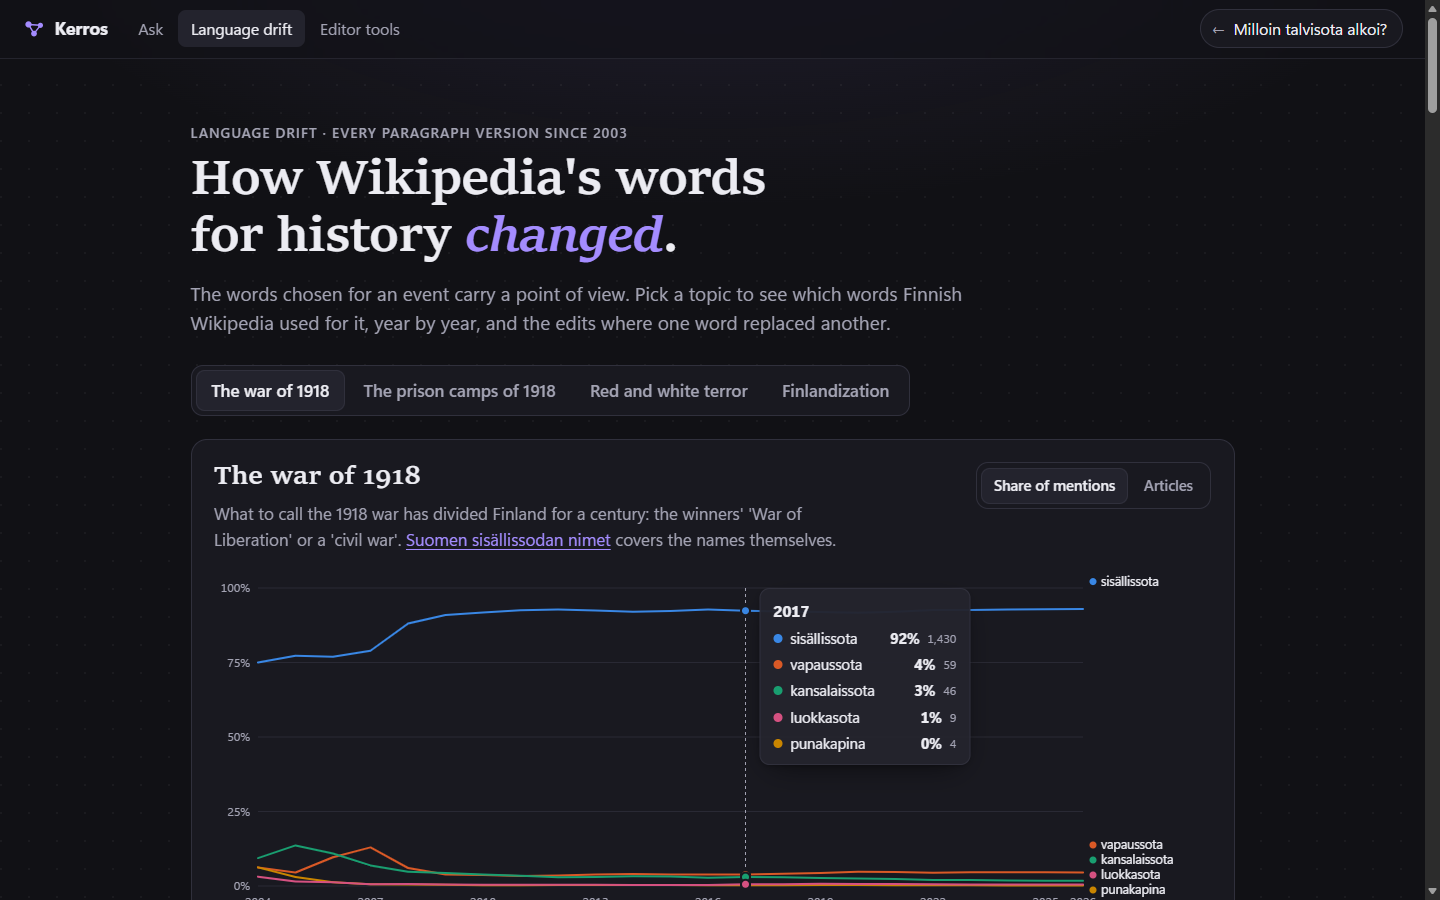 Kerros
Ask
Language drift
Editor tools
← Milloin talvisota alkoi?
LANGUAGE DRIFT · EVERY PARAGRAPH VERSION SINCE 2003
How Wikipedia's words
for history changed.
The words chosen for an event carry a point of view. Pick a topic to see which words Finnish
Wikipedia used for it, year by year, and the edits where one word replaced another.
The war of 1918
The prison camps of 1918
Red and white terror
Finlandization
The war of 1918
Share of mentions
Articles
What to call the 1918 war has divided Finland for a century: the winners' 'War of
Liberation' or a 'civil war'. Suomen sisällissodan nimet covers the names themselves.
100%
75%
50%
25%
0%
sisällissota
2017
sisällissota 92% 1,430
vapaussota 4% 59
kansalaissota 3% 46
luokkasota 1% 9
punakapina 0% 4
vapaussota
kansalaissota
luokkasota
punakapina